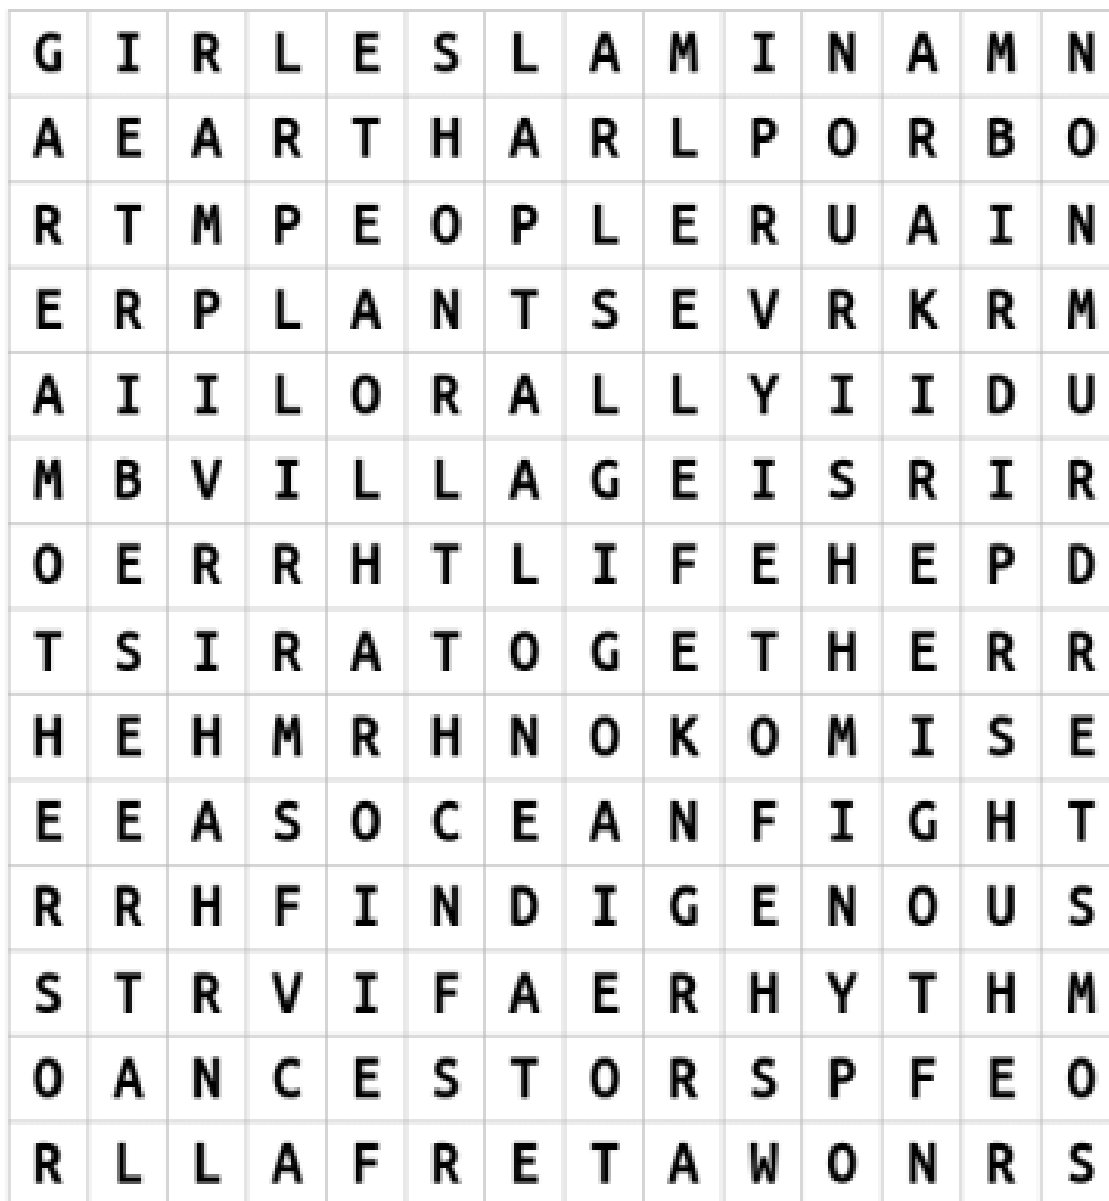 G I R L E S L A M I N A M N
A E A R T H A R L P O R B O
R T M P E O P L E R U A I N
E R P L A N T S E V R K R M
A I I L O R A L L Y I I D U
M B V I L L A G E I S R I R
O E R R H T L I F E H E P D
T S I R A T O G E T H E R R
H E H M R H N O K O M I S E
E E A S O C E A N F I G H T
R R H F I N D I G E N O U S
S T R V I F A E R H Y T H M
O A N C E S T O R S P F E O
R L L A F R E T A W O N R S